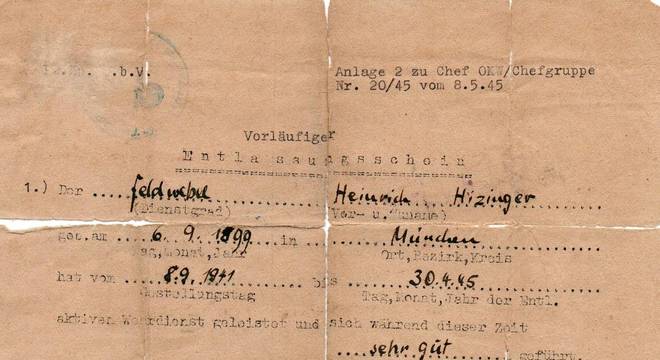 .b.V. Anlage 2 zu Chef OKW/Chefgruppe
Nr. 20/45 vom 8.5.45
Vorläufiger
Entlassungsschein
1.) Der Feldwebel Heinrich Hizinger
(Dienstgrad) (Vor- u. Zuname)
geb.am 6. 9. 1899 in München
Tag,Monat,Jahr Ort,Bezirk,Kreis
hat vom 8.9.1941 bis 30.4.45
Gestellungstag Tag,Monat,Jahr der Entl.
aktiven Wehrdienst geleistet und sich während dieser Zeit
sehr gut geführt.